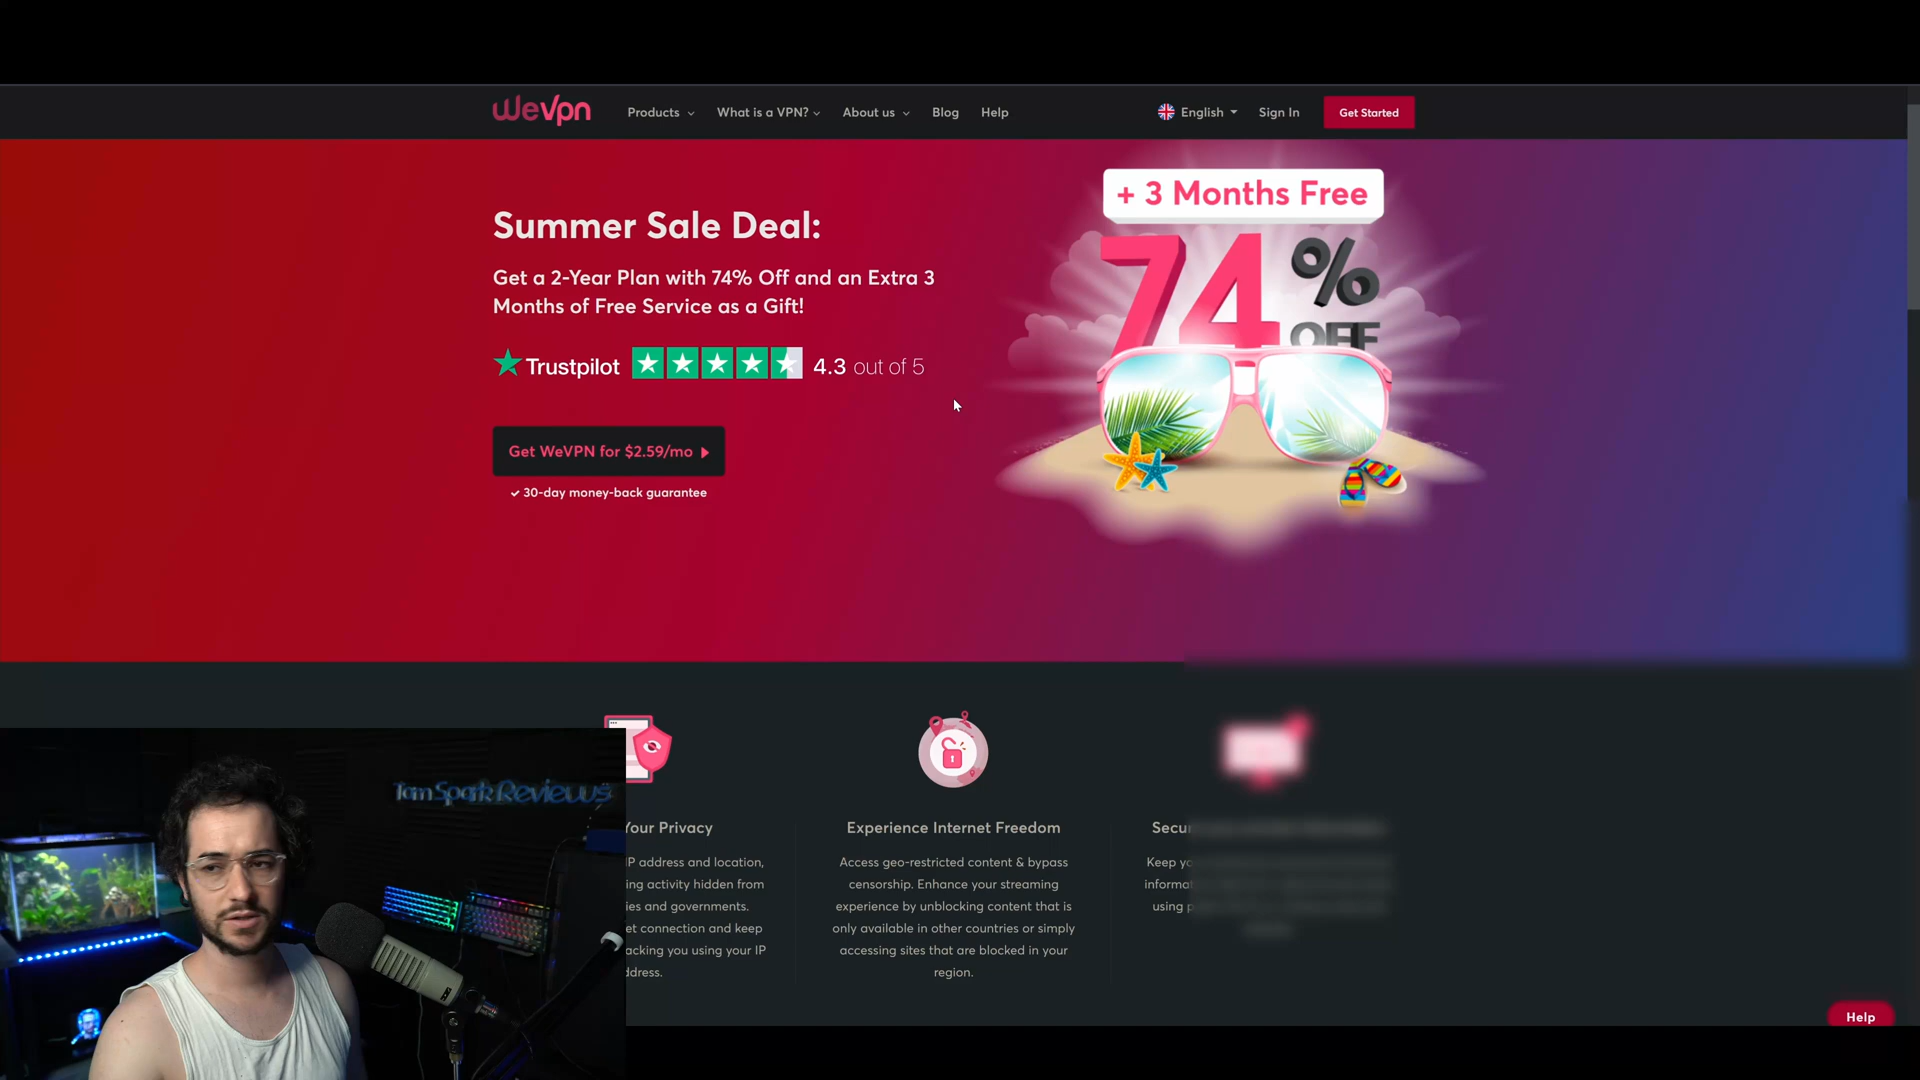 WeVpn
Products
What is a VPN?
About us
Blog
Help
English
Sign In
Get Started
Summer Sale Deal:
Get a 2-Year Plan with 74% Off and an Extra 3
Months of Free Service as a Gift!
Trustpilot
4.3 out of 5
Get WeVPN for $2.59/mo
30-day money-back guarantee
+ 3 Months Free
74%
OFF
Your Privacy
IP address and location,
ing activity hidden from
ies and governments.
et connection and keep
acking you using your IP
ddress.
Experience Internet Freedom
Access geo-restricted content & bypass
censorship. Enhance your streaming
experience by unblocking content that is
only available in other countries or simply
accessing sites that are blocked in your
region.
Secu
Keep yo
informa
using p
Tom Spark Reviews
Help